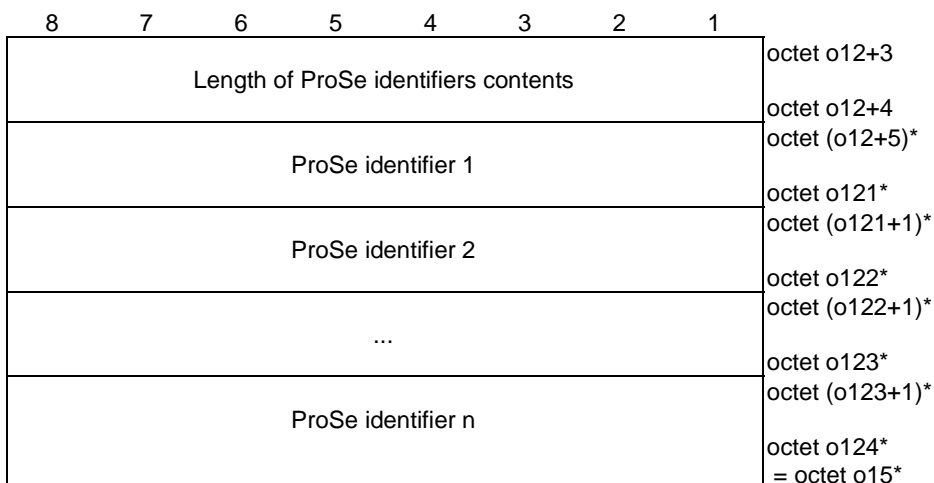 8 7 6 5 4 3 2 1
octet o12+3
Length of ProSe identifiers contents
octet o12+4
octet (o12+5)*
ProSe identifier 1
octet o121*
octet (o121+1)*
ProSe identifier 2
octet o122*
octet (o122+1)*
...
octet o123*
octet (o123+1)*
ProSe identifier n
octet o124*
= octet o15*